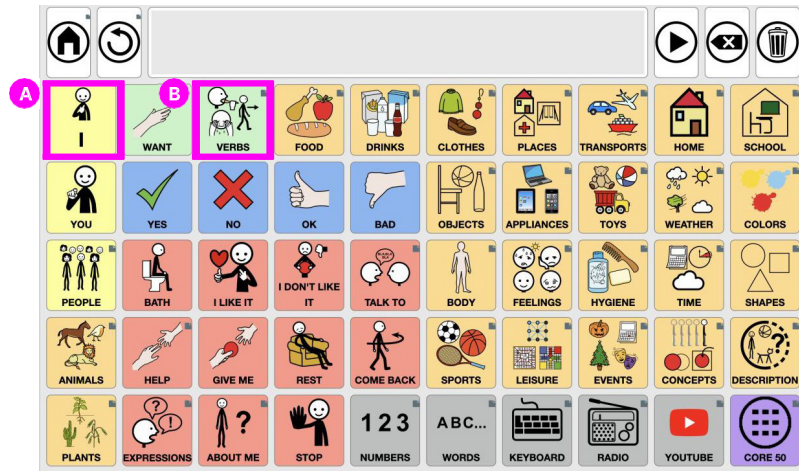 A
B
I
WANT
VERBS
FOOD
DRINKS
CLOTHES
PLACES
TRANSPORTS
HOME
SCHOOL
YOU
YES
NO
OK
BAD
OBJECTS
APPLIANCES
TOYS
WEATHER
COLORS
PEOPLE
BATH
I LIKE IT
I DON'T LIKE
IT
TALK TO
BODY
FEELINGS
HYGIENE
TIME
SHAPES
ANIMALS
HELP
GIVE ME
REST
COME BACK
SPORTS
LEISURE
EVENTS
CONCEPTS
DESCRIPTION
PLANTS
EXPRESSIONS
?
ABOUT ME
STOP
1 2 3
NUMBERS
ABC...
WORDS
KEYBOARD
RADIO
YOUTUBE
CORE 50